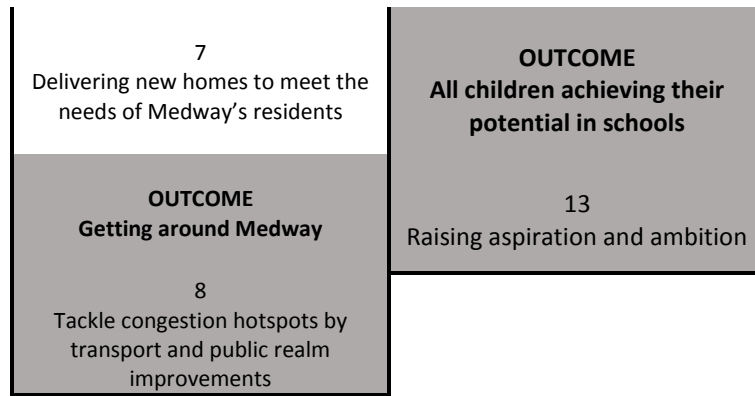 7
Delivering new homes to meet the
needs of Medway’s residents
OUTCOME
Getting around Medway
8
Tackle congestion hotspots by
transport and public realm
improvements
OUTCOME
All children achieving their
potential in schools
13
Raising aspiration and ambition